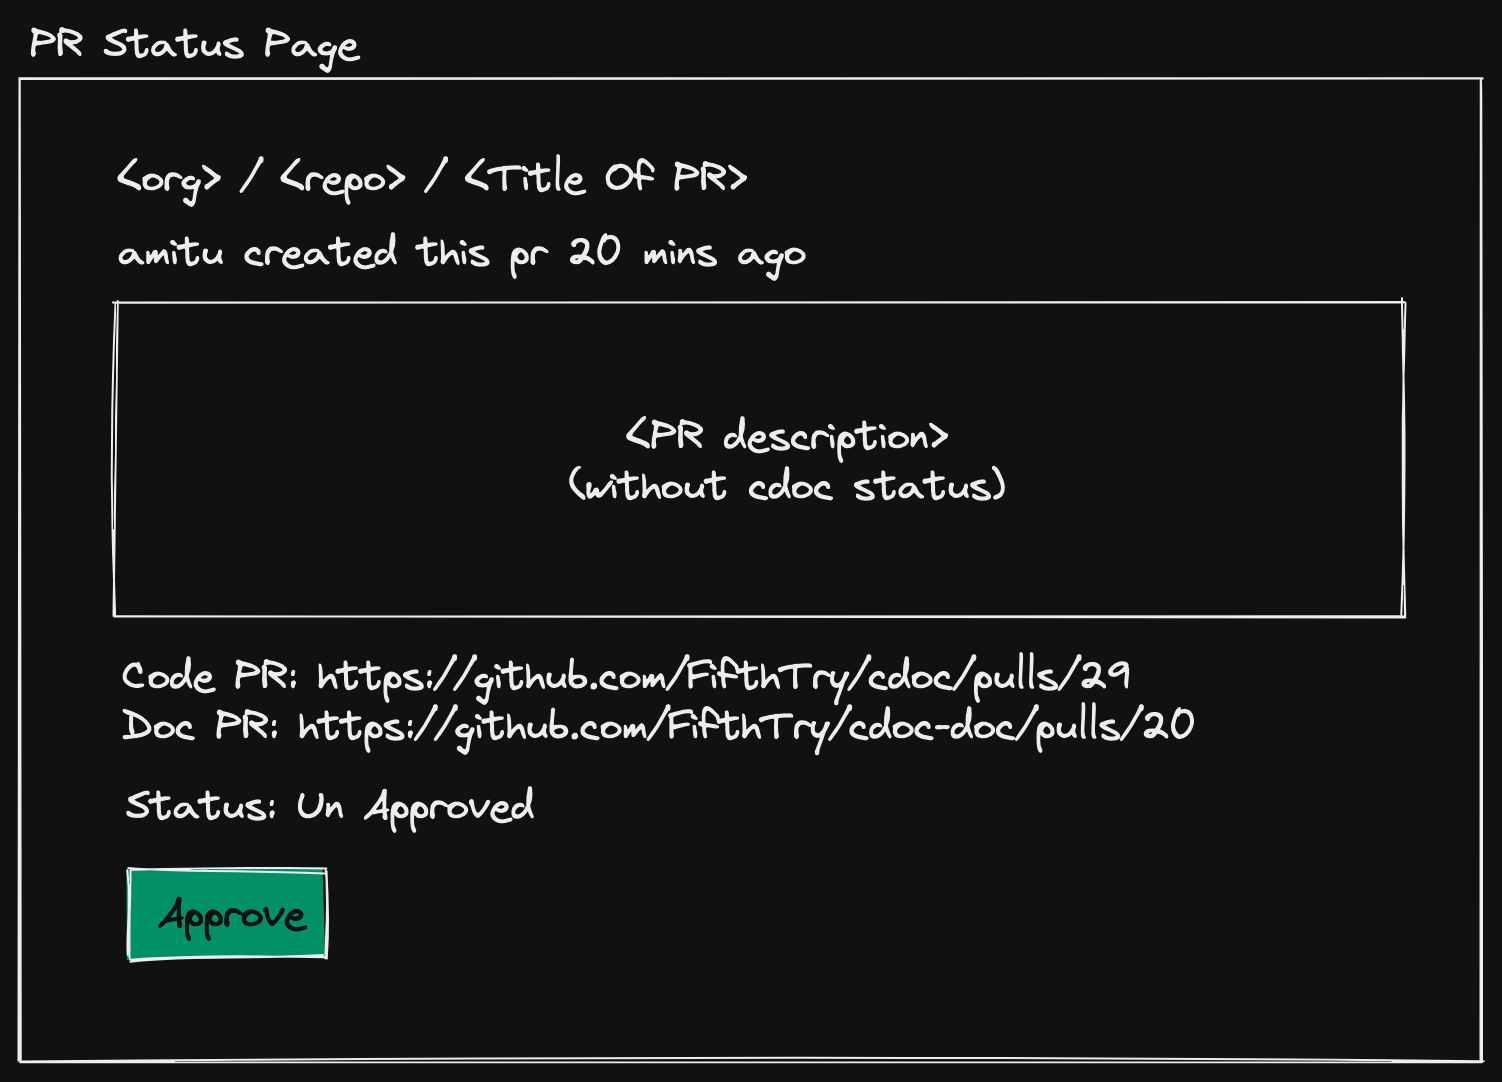 PR Status Page
<org> / <repo> / <Title Of PR>
amitu created this pr 20 mins ago
<PR description>
(without cdoc status)
Code PR: https://github.com/FifthTry/cdoc/pulls/29
Doc PR: https://github.com/FifthTry/cdoc-doc/pulls/20
Status: Un Approved
Approve